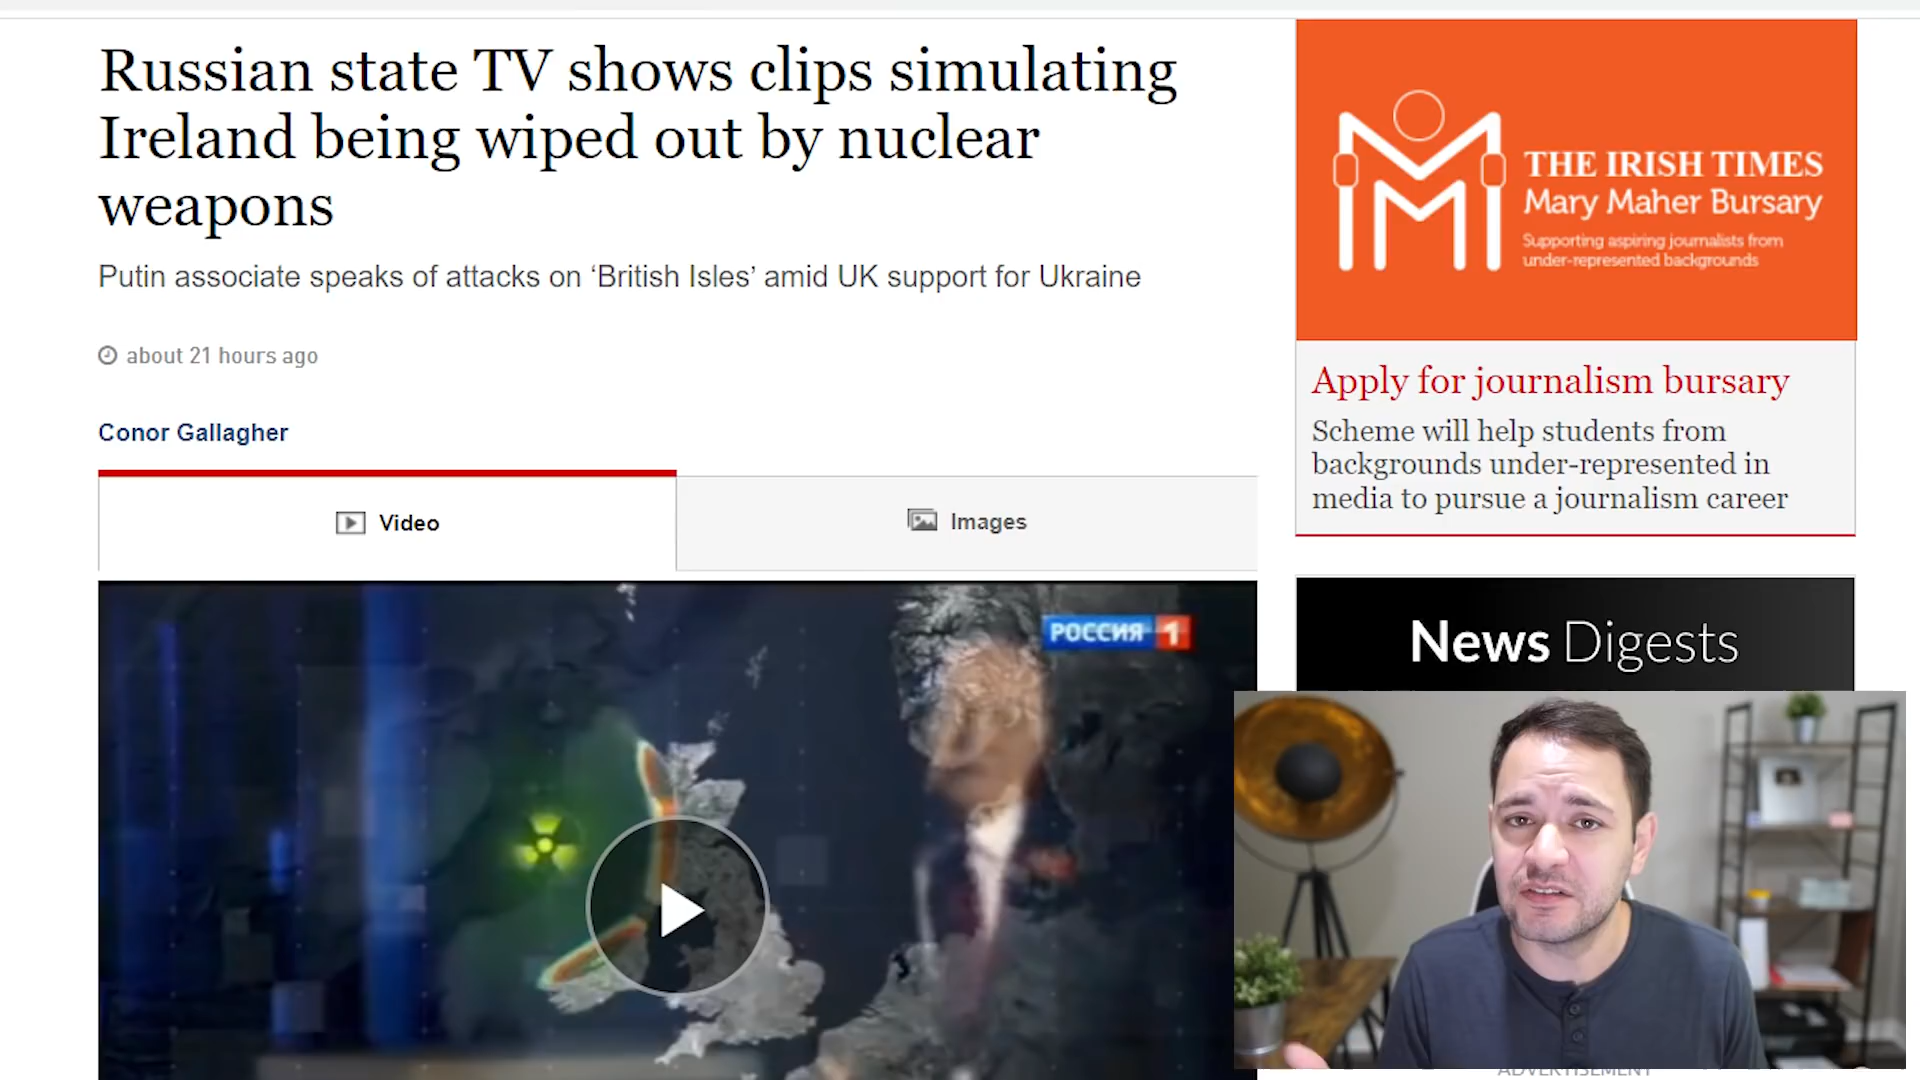 Russian state TV shows clips simulating
Ireland being wiped out by nuclear
weapons
Putin associate speaks of attacks on ‘British Isles’ amid UK support for Ukraine
about 21 hours ago
Conor Gallagher
Video
Images
РОССИЯ 1
THE IRISH TIMES
Mary Maher Bursary
Supporting aspiring journalists from
under-represented backgrounds
Apply for journalism bursary
Scheme will help students from
backgrounds under-represented in
media to pursue a journalism career
News Digests
ADVERTISEMENT